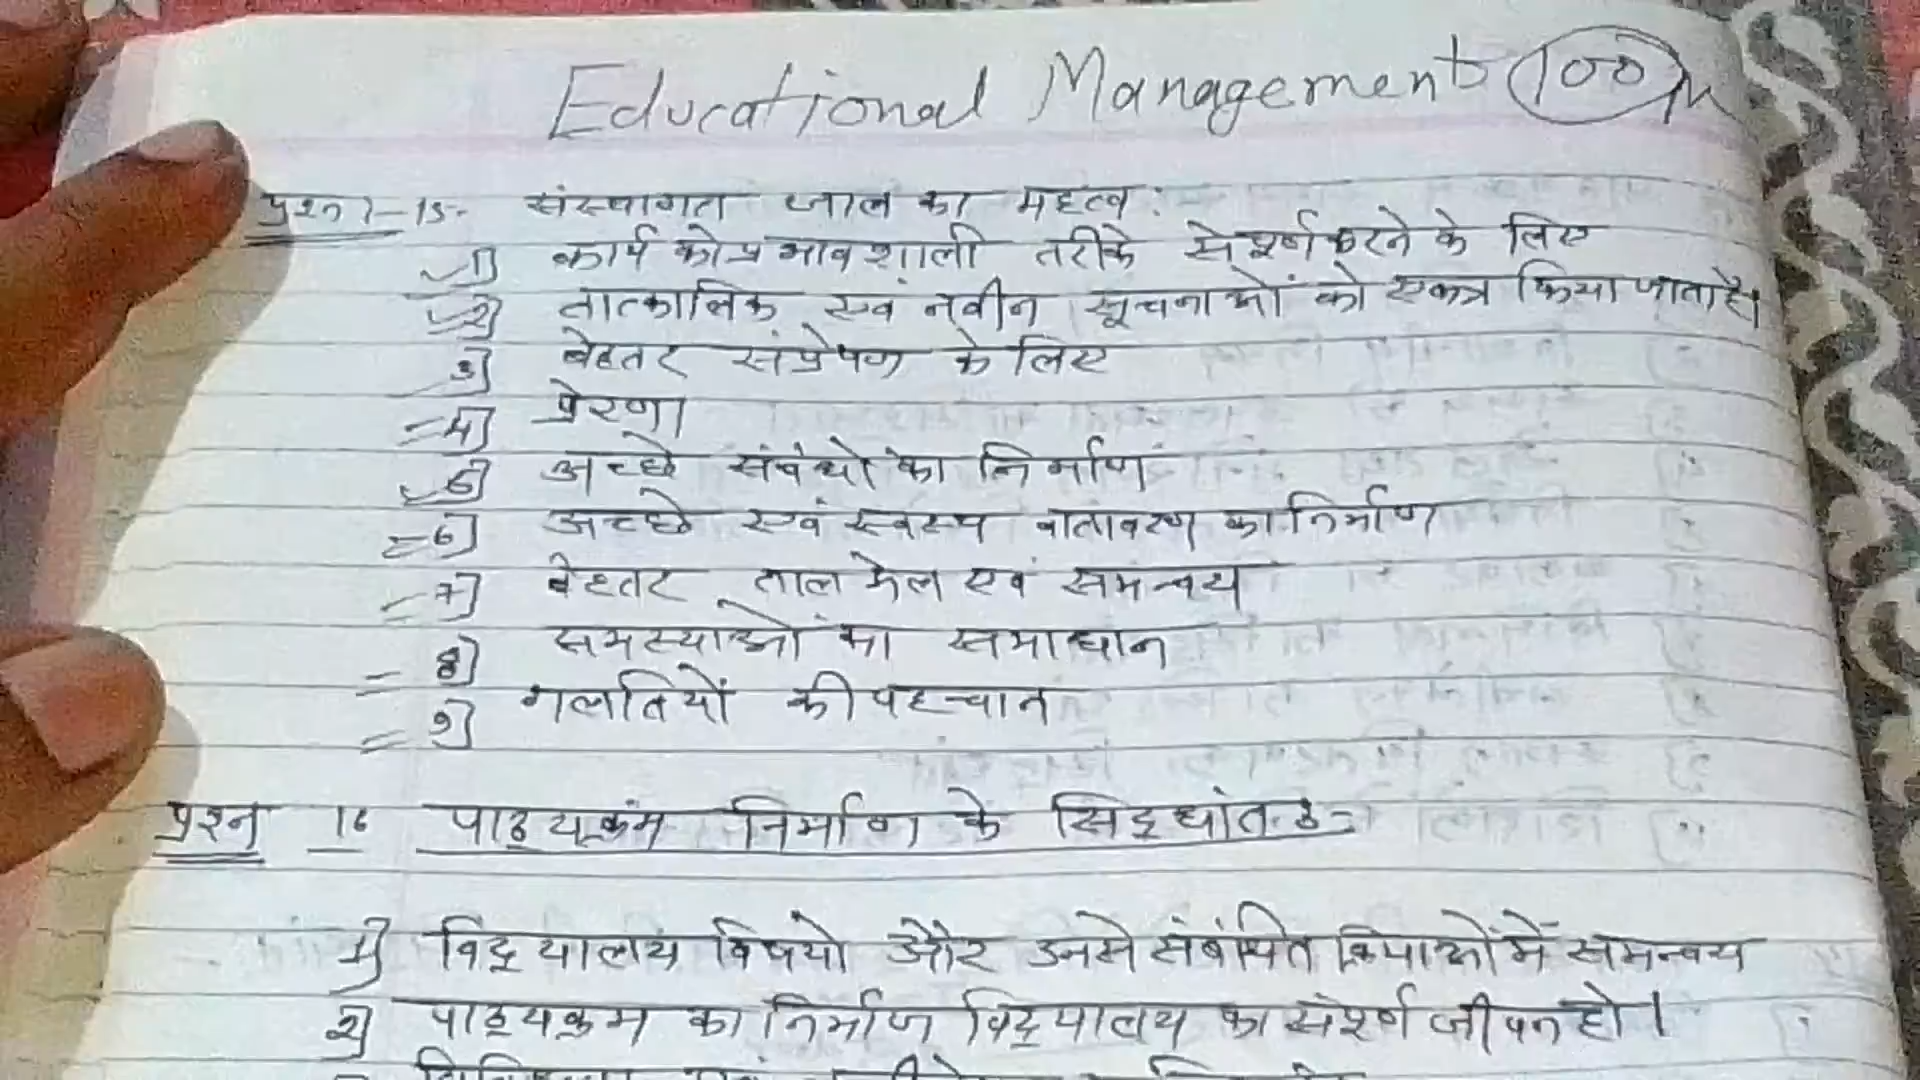 Educational Management 100 M
प्रश्न 1-15- संस्थागत जाल का महत्व :
1] कार्य को प्रभावशाली तरीके से पूर्ण करने के लिए
2] तात्कालिक एवं नवीन सूचनाओं को एकत्र किया जाता है।
3] बेहतर संप्रेषण के लिए
4] प्रेरणा
5] अच्छे संबंधो का निर्माण
6] अच्छे एवं स्वस्थ वातावरण का निर्माण
7] बेहतर तालमेल एवं समन्वय
8] समस्याओं का समाधान
9] गलतियों की पहचान
प्रश्न 16 पाठ्यक्रम निर्माण के सिद्धांत :-
1] विद्यालय विषयो और उनसे संबंधित क्रियाओं में समन्वय
2] पाठ्यक्रम का निर्माण विद्यालय का संपूर्ण जीवन हो।